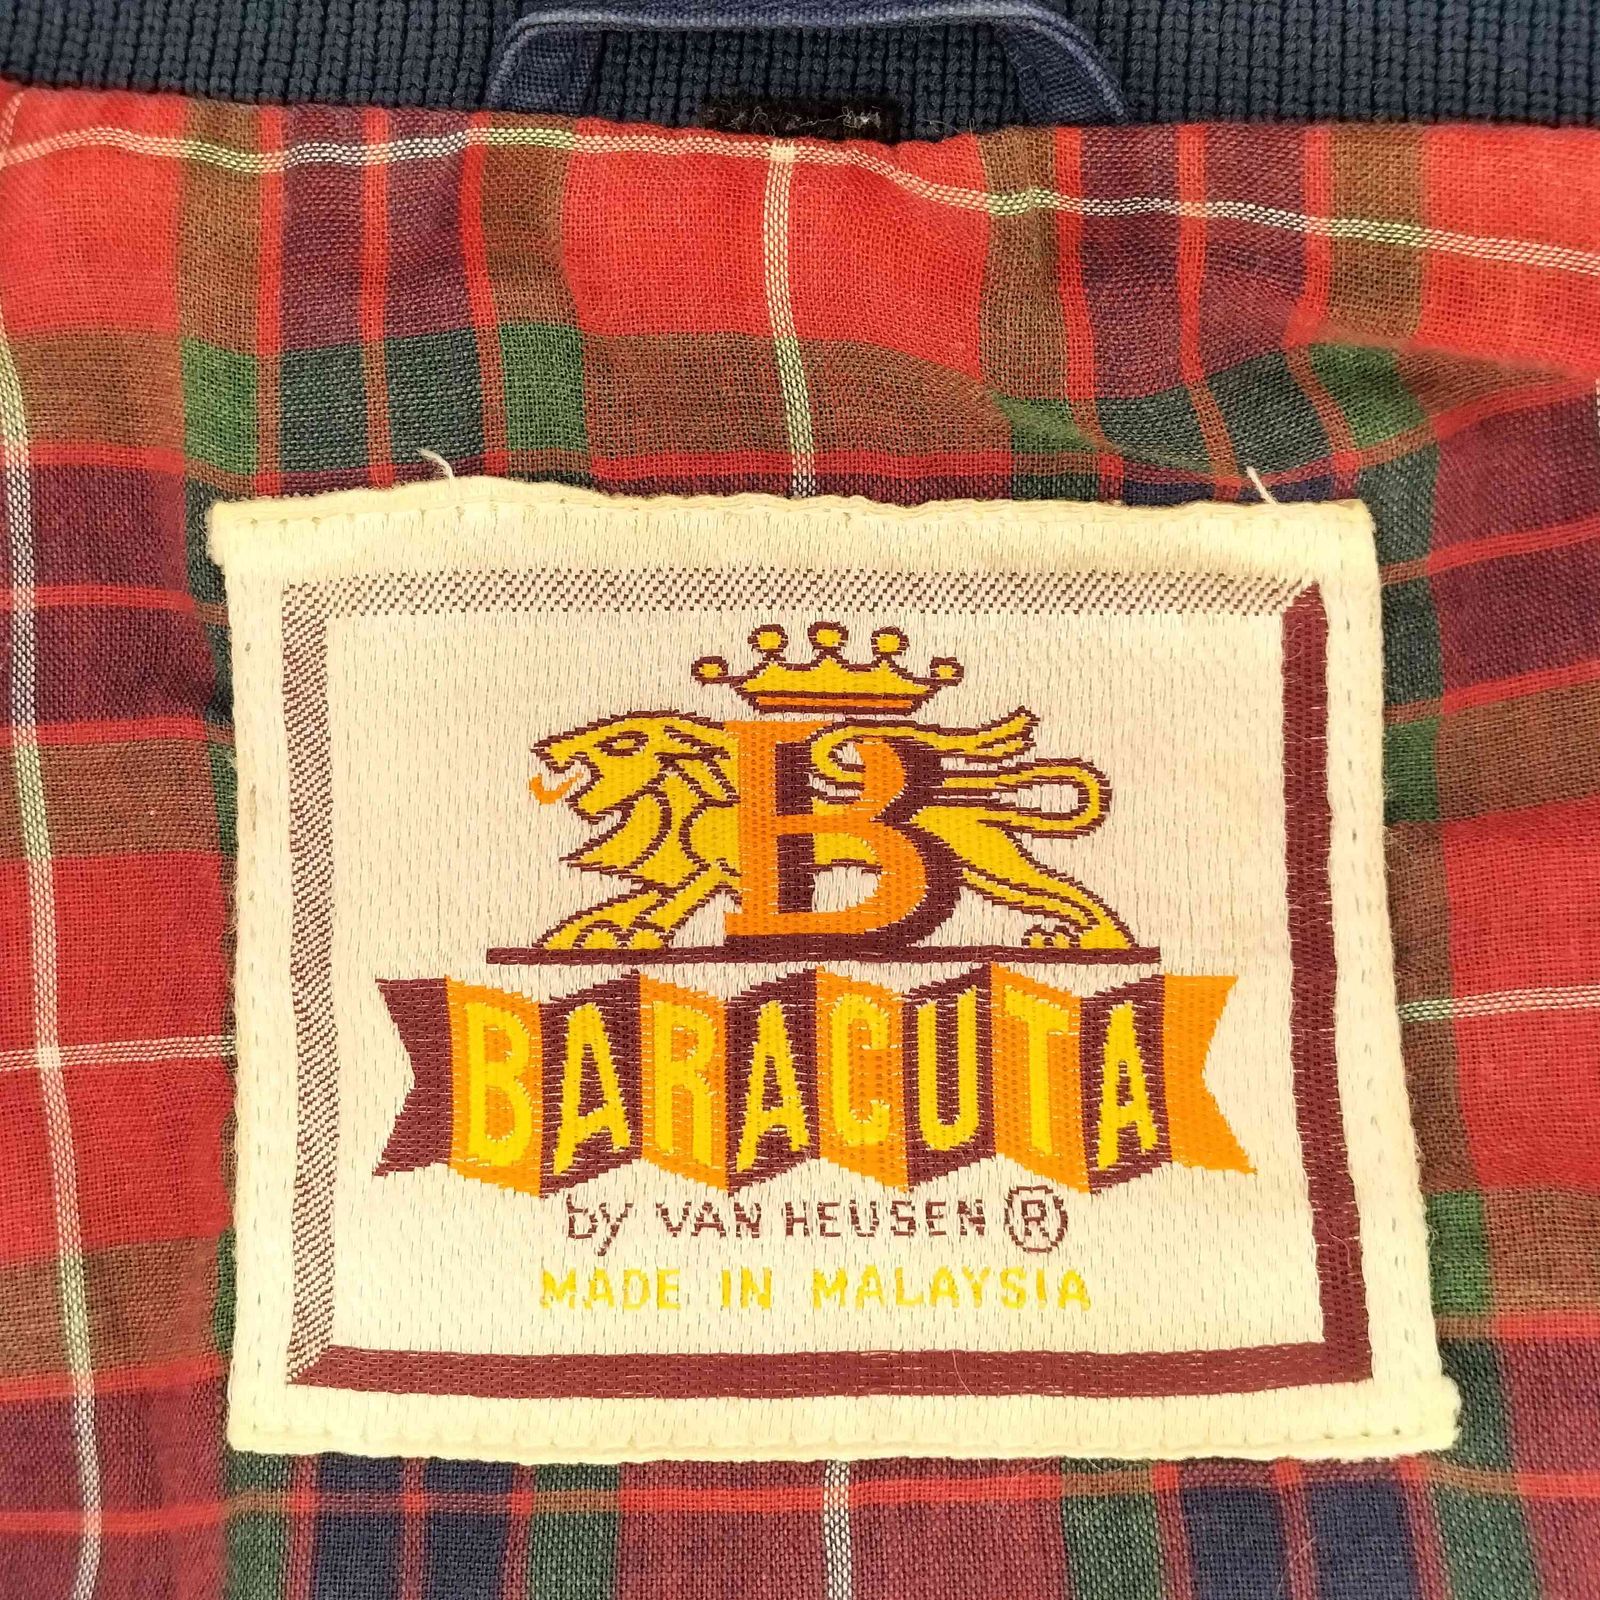 B
BARACUTA
by VAN HEUSEN ®
MADE IN MALAYSIA